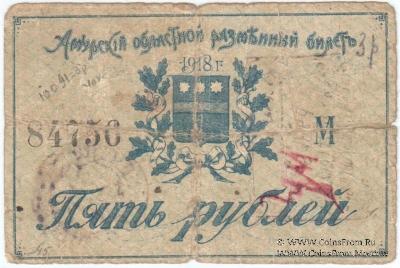 Амурскій областной размѣнный билетъ
1918 г
84756 М
Пять рублей
© WWW.CoinsFrom.Ru